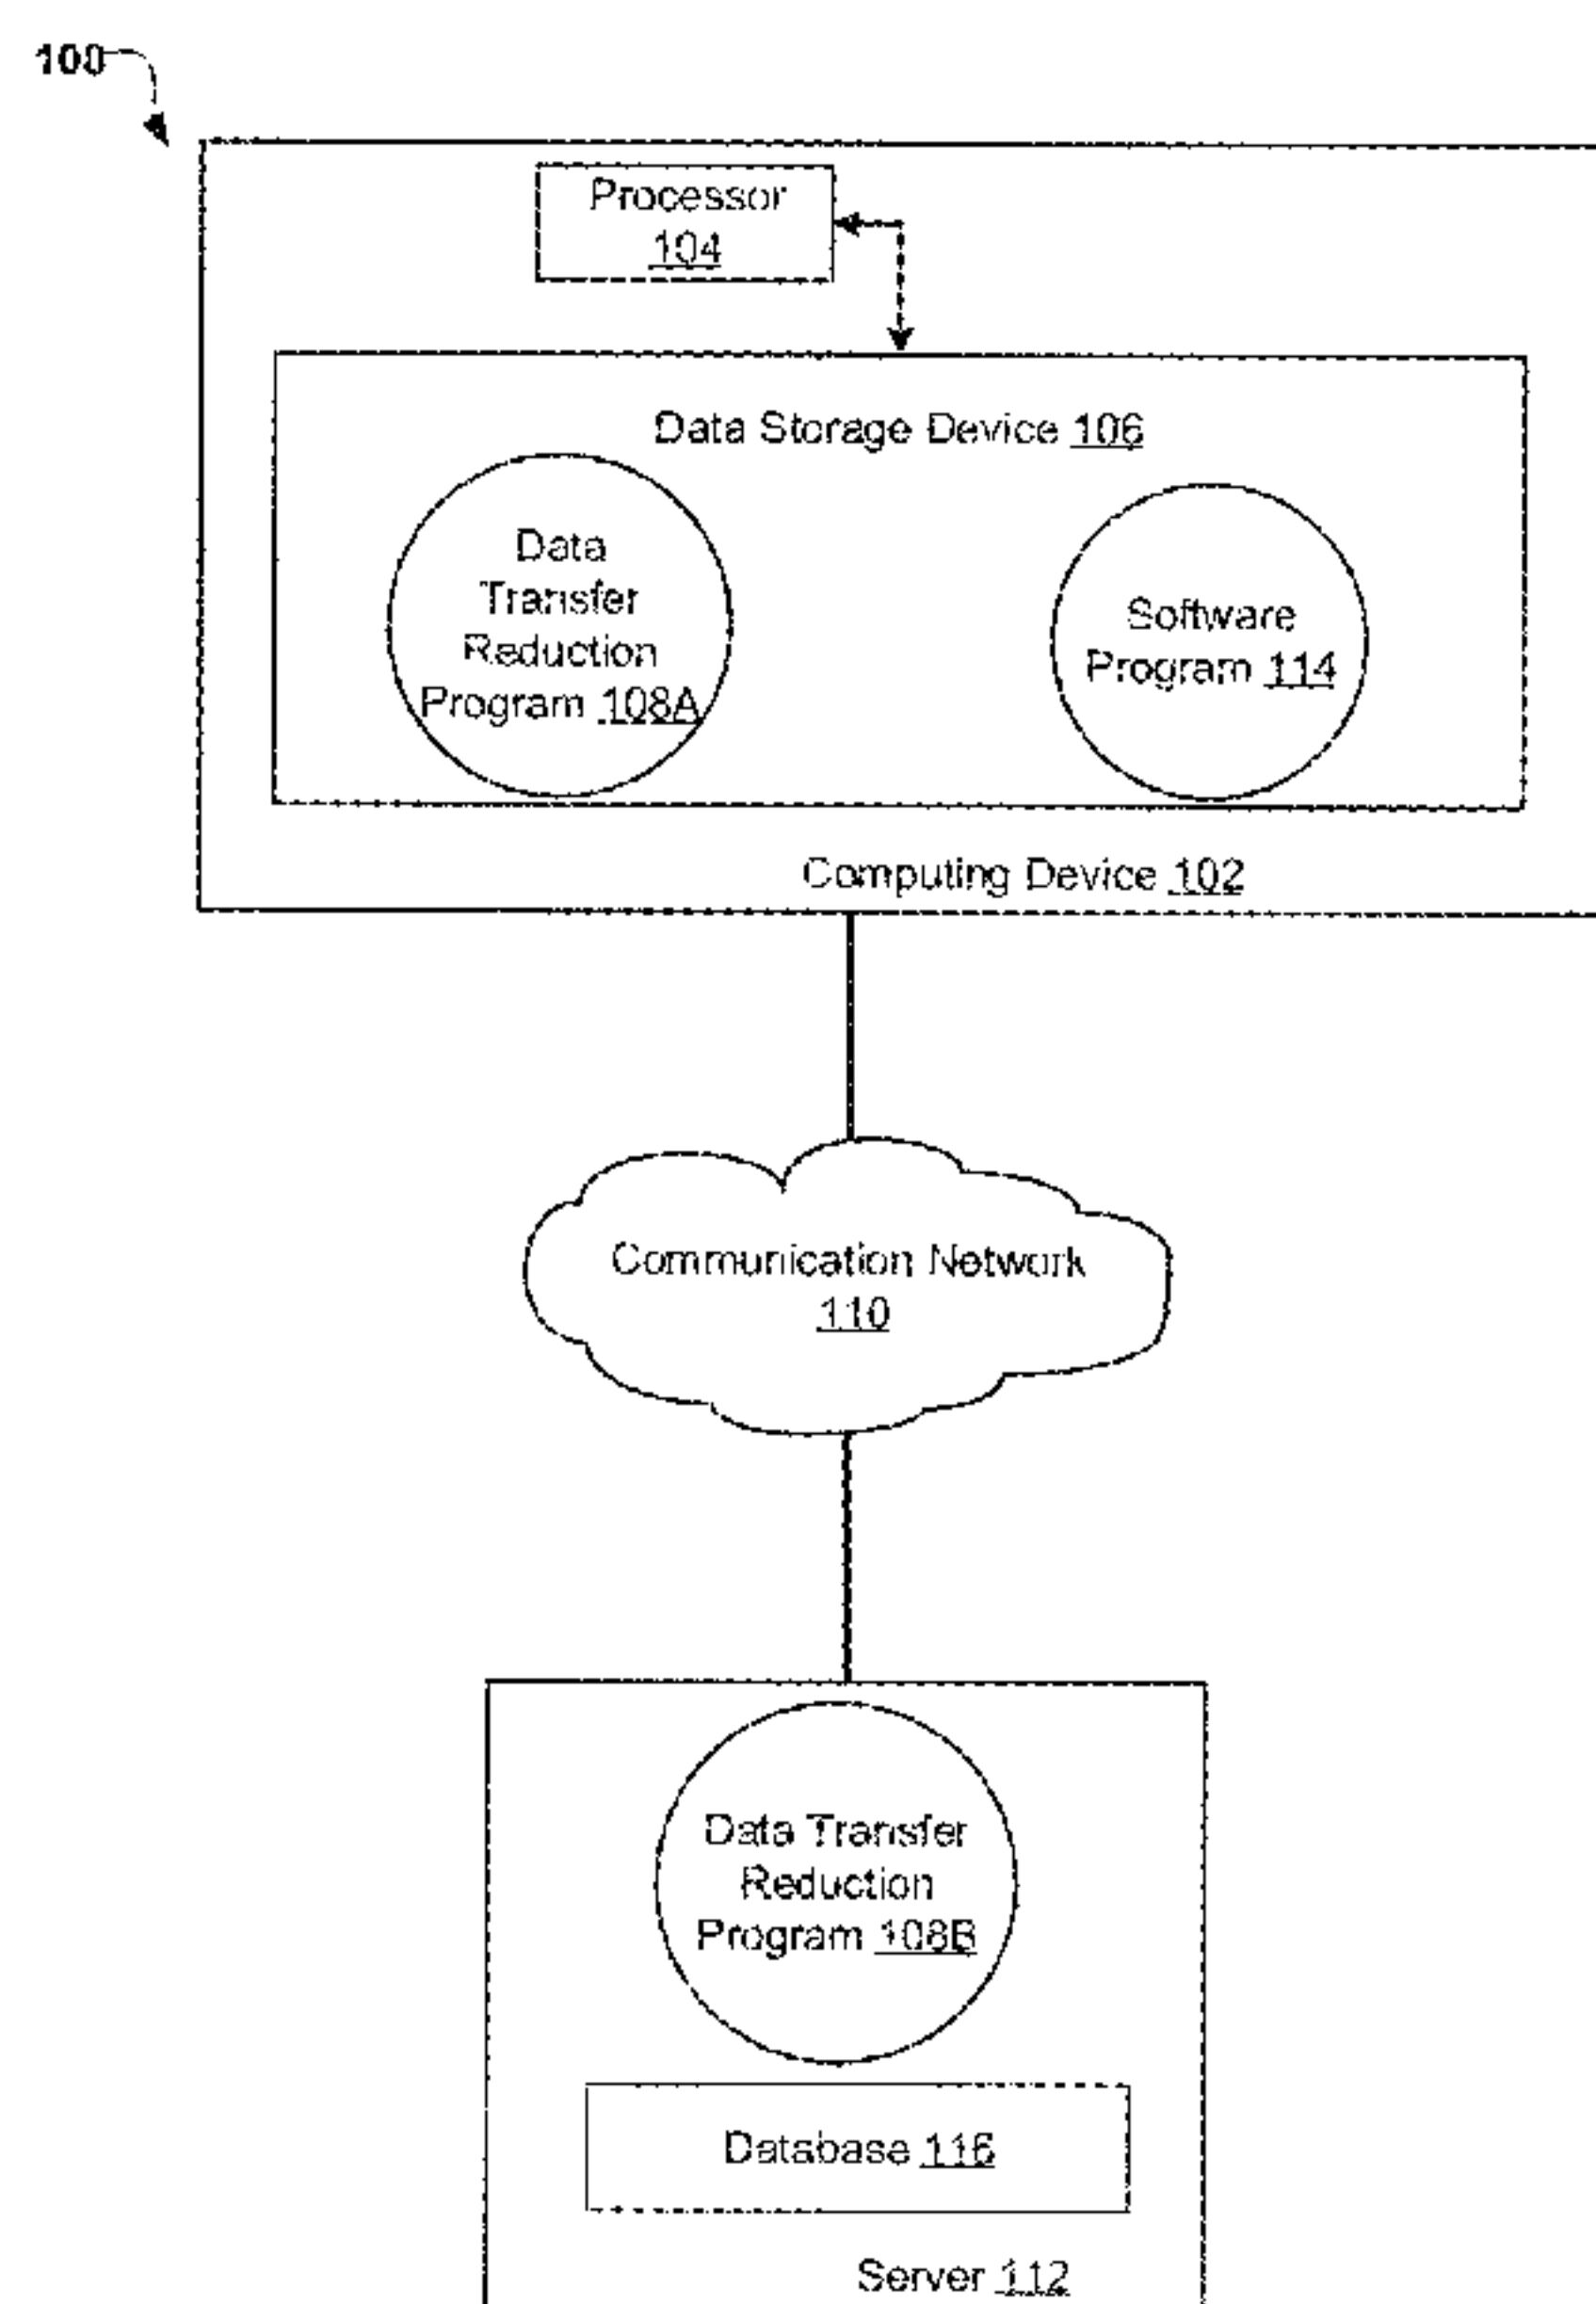 100
Processor
104
Data Storage Device 106
Data
Transfer
Reduction
Program 108A
Software
Program 114
Computing Device 102
Communication Network
110
Data Transfer
Reduction
Program 108B
Database 116
Server 112